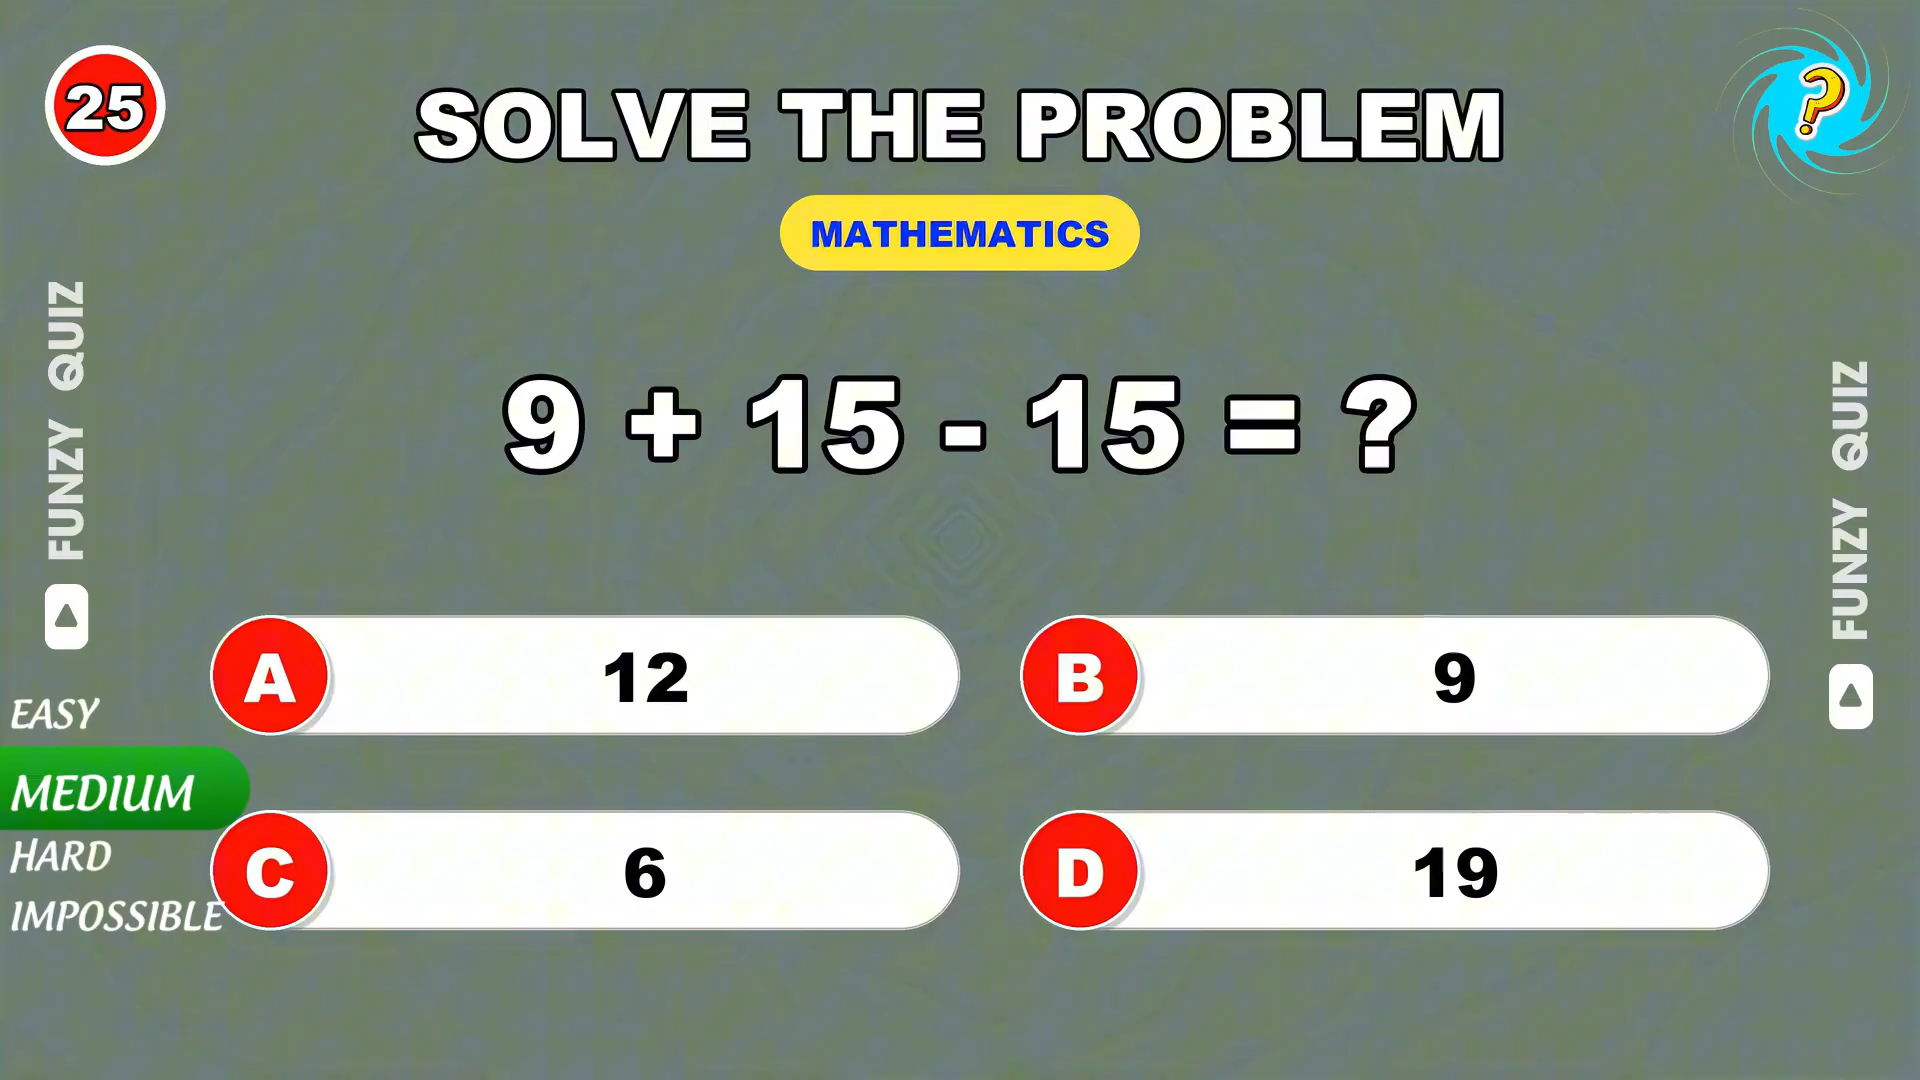 25
SOLVE THE PROBLEM
?
MATHEMATICS
FUNZY QUIZ
FUNZY QUIZ
9 + 15 - 15 = ?
A 12
B 9
EASY
MEDIUM
HARD
IMPOSSIBLE
C 6
D 19